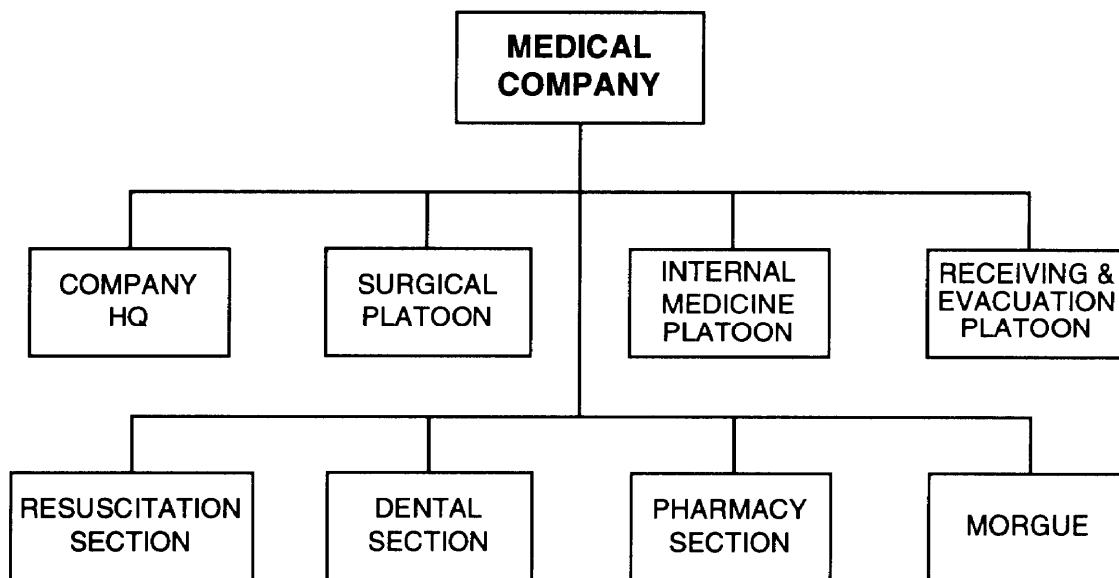 MEDICAL
COMPANY
COMPANY
HQ
SURGICAL
PLATOON
INTERNAL
MEDICINE
PLATOON
RECEIVING &
EVACUATION
PLATOON
RESUSCITATION
SECTION
DENTAL
SECTION
PHARMACY
SECTION
MORGUE